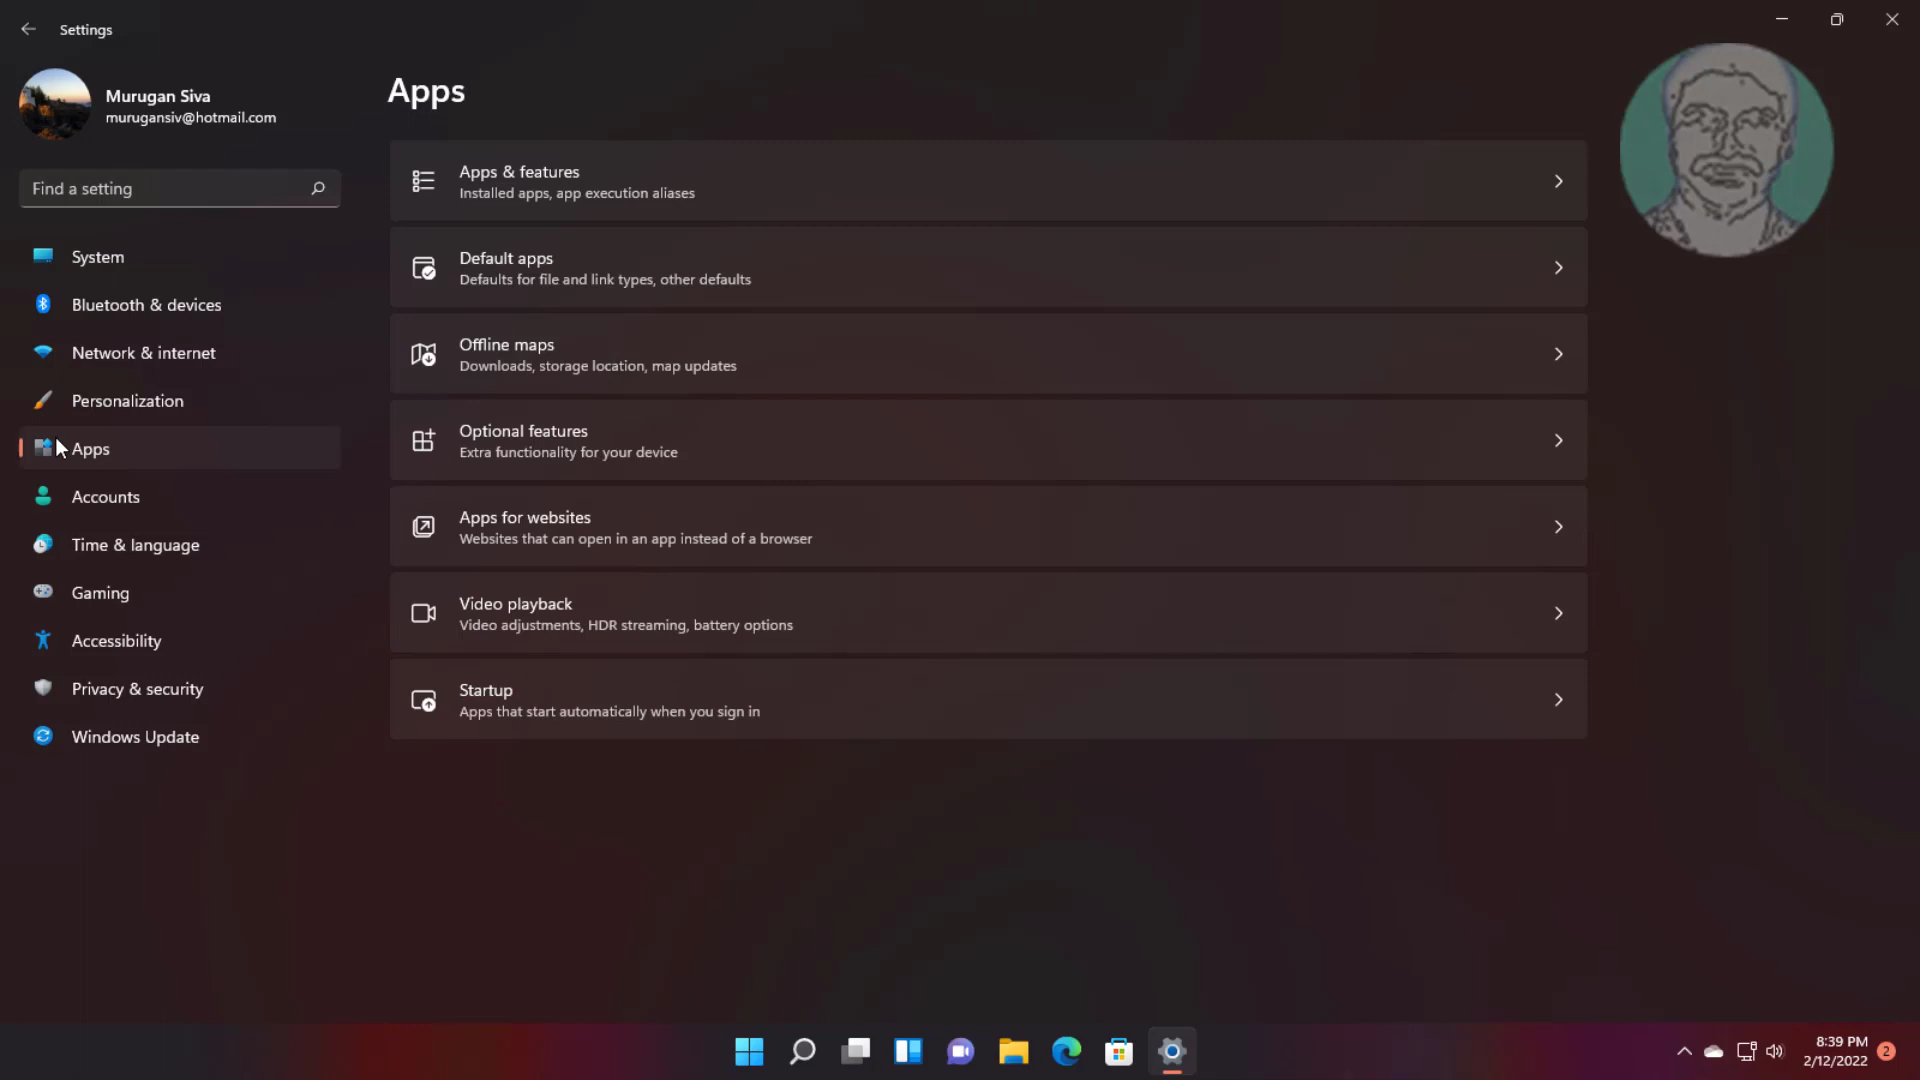 Settings
Murugan Siva
murugansiv@hotmail.com
Find a setting
System
Bluetooth & devices
Network & internet
Personalization
Apps
Accounts
Time & language
Gaming
Accessibility
Privacy & security
Windows Update
Apps
Apps & features
Installed apps, app execution aliases
Default apps
Defaults for file and link types, other defaults
Offline maps
Downloads, storage location, map updates
Optional features
Extra functionality for your device
Apps for websites
Websites that can open in an app instead of a browser
Video playback
Video adjustments, HDR streaming, battery options
Startup
Apps that start automatically when you sign in
8:39 PM
2/12/2022
2